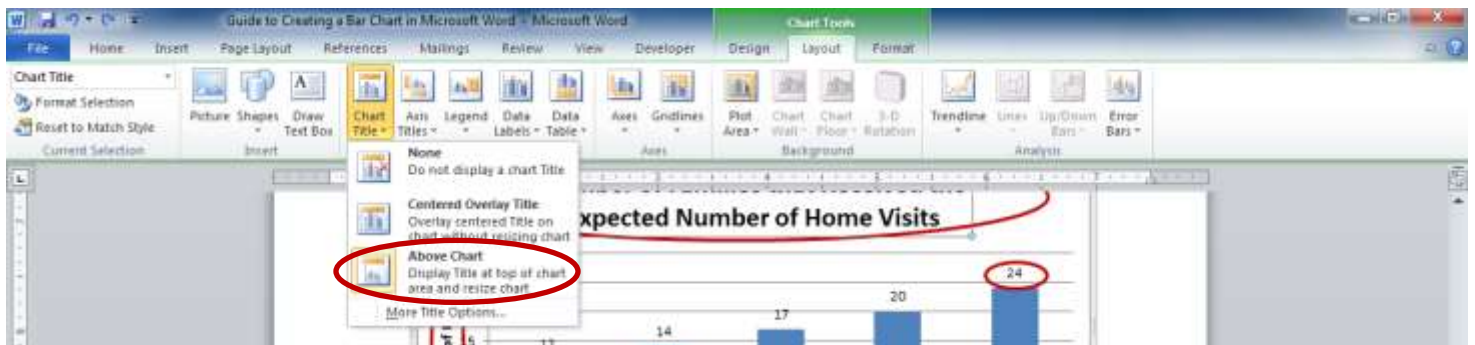 Guide to Creating a Bar Chart in Microsoft Word - Microsoft Word
Chart Tools
File Home Insert Page Layout References Mailings Review View Developer Design Layout Format
Chart Title
Format Selection
Reset to Match Style
Current Selection
Picture Shapes Draw Text Box
Insert
Chart Title Axis Titles Legend Data Labels Data Table
Axes Gridlines
Axes
Plot Area Chart Wall Chart Floor 3-D Rotation
Background
Trendline Lines Up/Down Bars Error Bars
Analysis
None
Do not display a chart Title
Centered Overlay Title
Overlay centered Title on
chart without resizing chart
Above Chart
Display Title at top of chart
area and resize chart
More Title Options...
xpected Number of Home Visits
24
20
17
14